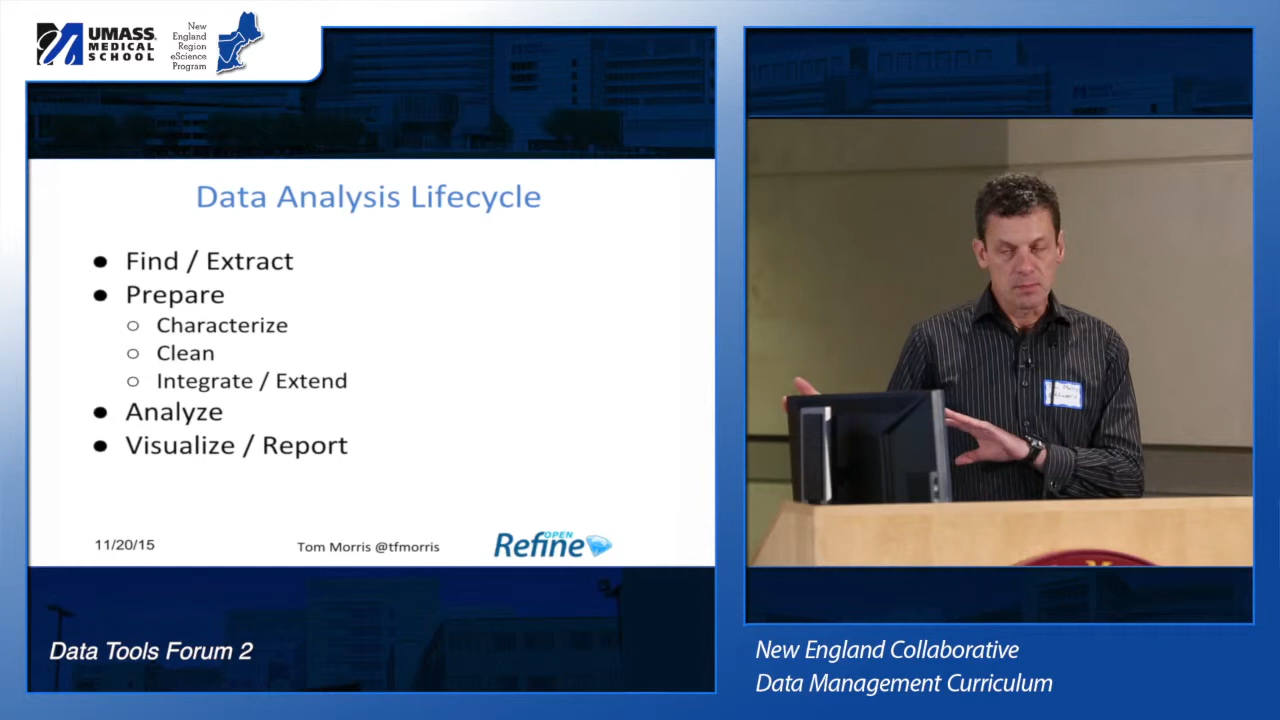 UMASS
MEDICAL
SCHOOL
New
England
Region
eScience
Program
Data Analysis Lifecycle
● Find / Extract
● Prepare
○ Characterize
○ Clean
○ Integrate / Extend
● Analyze
● Visualize / Report
11/20/15
Tom Morris @tfmorris
OPEN
Refine
Data Tools Forum 2
New England Collaborative
Data Management Curriculum